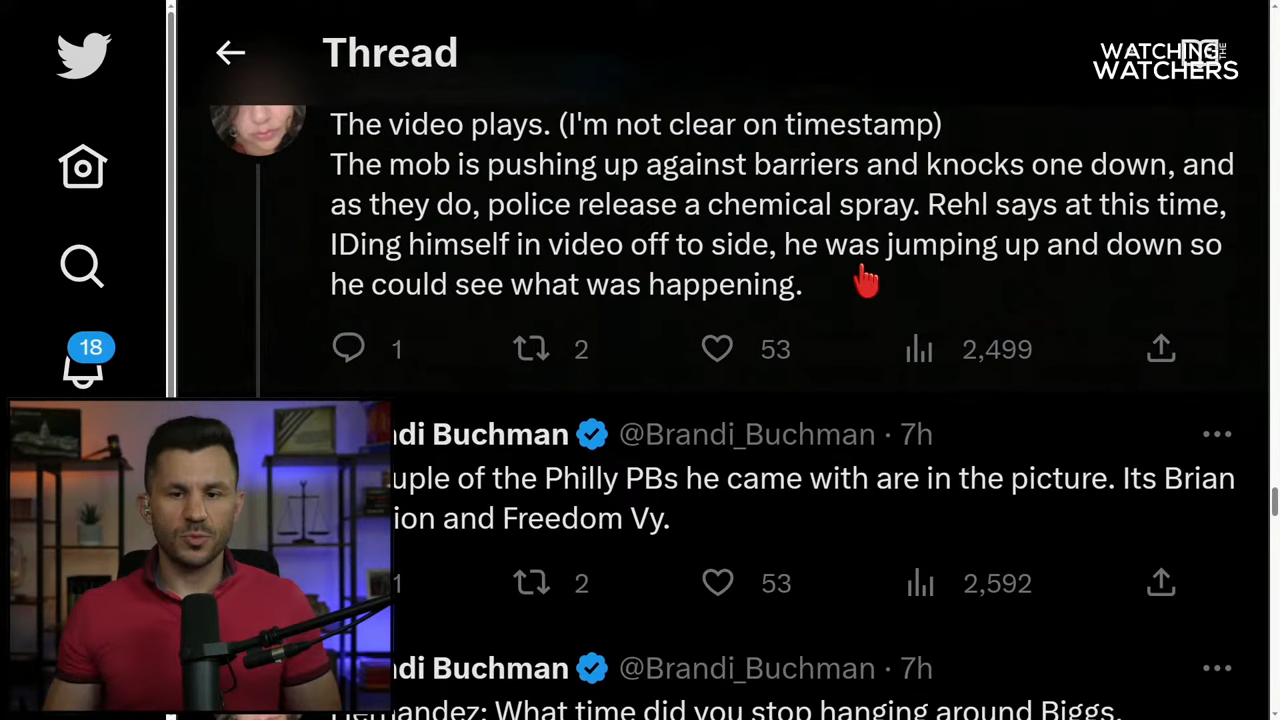 Thread
WATCHING THE
WATCHERS
The video plays. (I'm not clear on timestamp)
The mob is pushing up against barriers and knocks one down, and
as they do, police release a chemical spray. Rehl says at this time,
IDing himself in video off to side, he was jumping up and down so
he could see what was happening.
1 2 53 2,499
18
di Buchman @Brandi_Buchman · 7h
uple of the Philly PBs he came with are in the picture. Its Brian
ion and Freedom Vy.
1 2 53 2,592
di Buchman @Brandi_Buchman · 7h
Hernandez: What time did you stop hanging around Biggs,